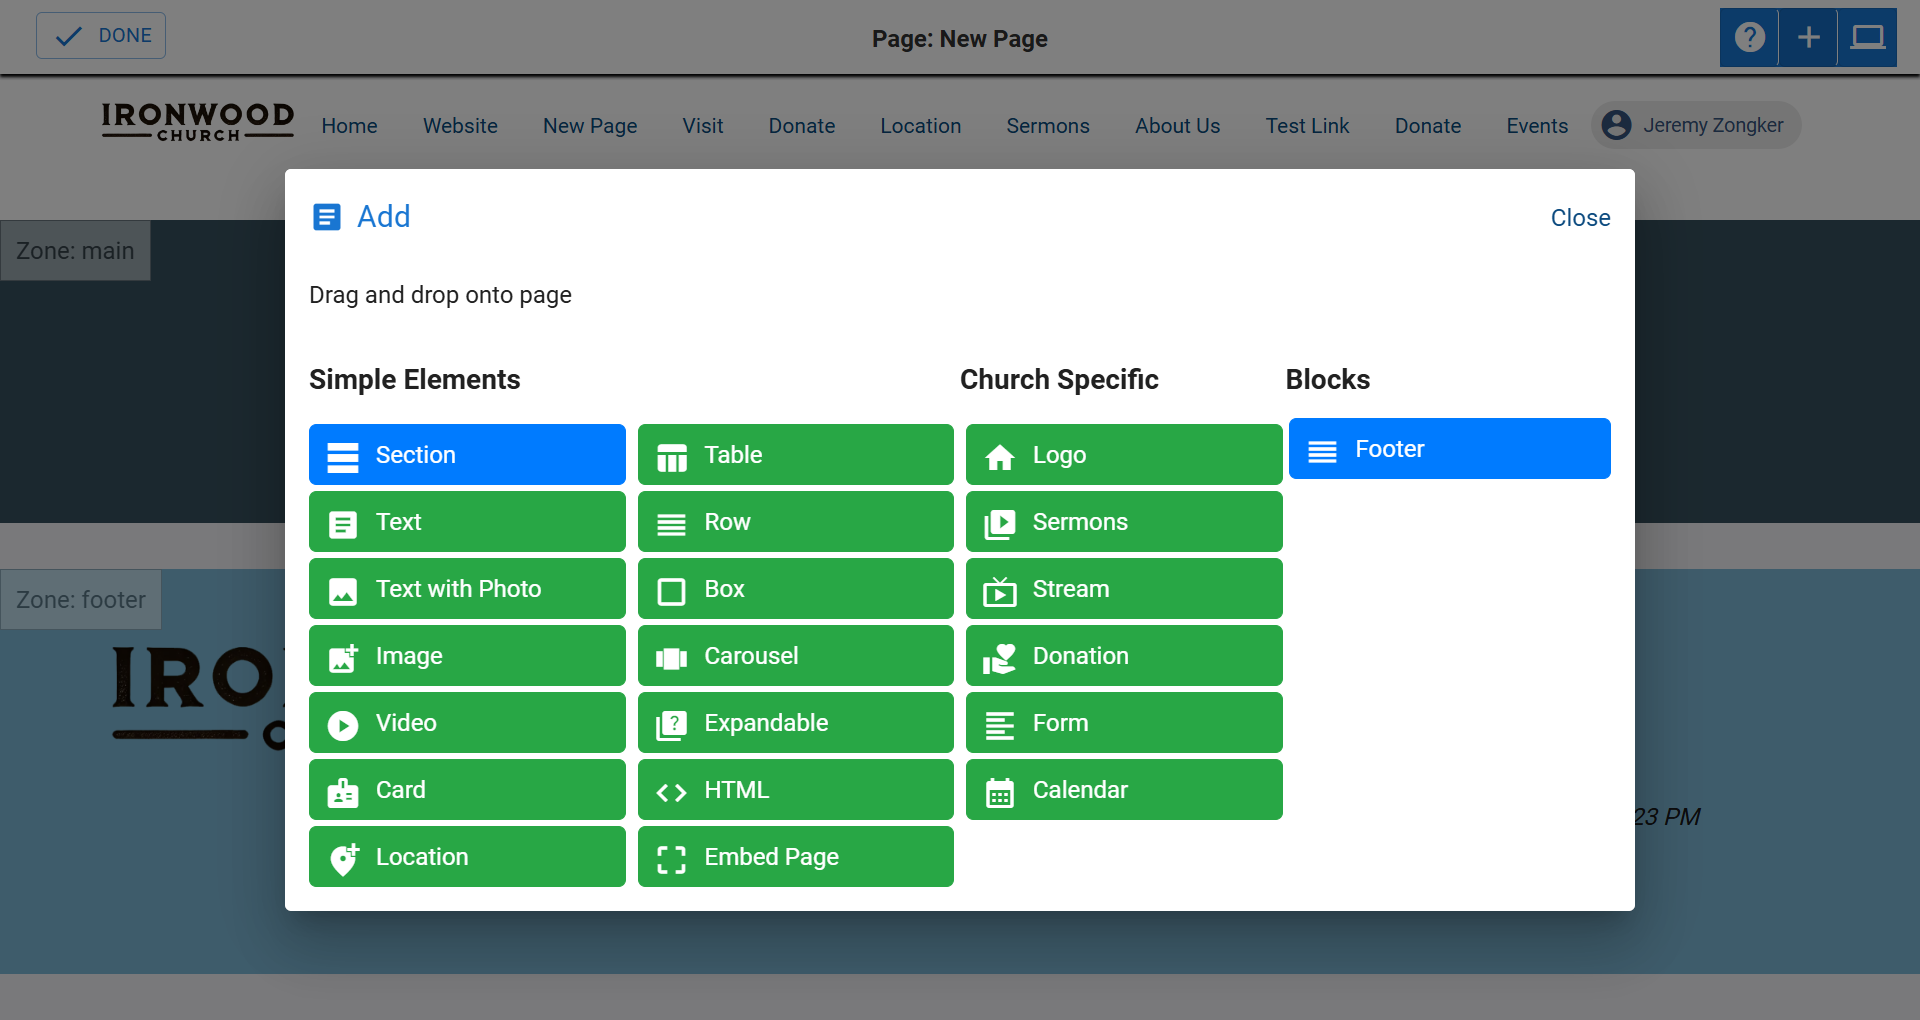 DONE
Page: New Page
IRONWOOD
CHURCH
Home Website New Page Visit Donate Location Sermons About Us Test Link Donate Events Jeremy Zongker
Add
Close
Zone: main
Drag and drop onto page
Simple Elements
Church Specific
Blocks
Section
Table
Logo
Footer
Text
Row
Sermons
Text with Photo
Box
Stream
Zone: footer
Image
Carousel
Donation
IRO
Video
Expandable
Form
C
Card
HTML
Calendar
23 PM
Location
Embed Page